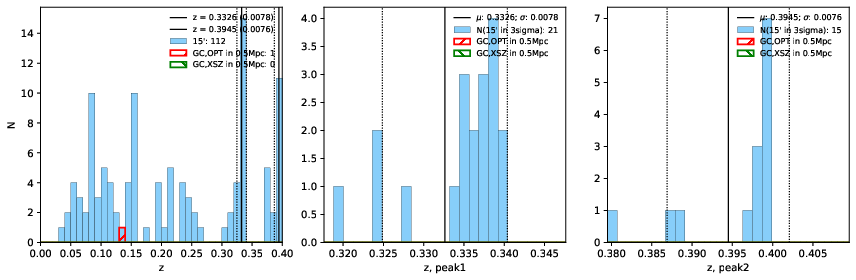 z = 0.3326 (0.0078)
z = 0.3945 (0.0076)
15': 112
GC,OPT in 0.5Mpc: 1
GC,XSZ in 0.5Mpc: 0
N
14
12
10
8
6
4
2
0
0.00 0.05 0.10 0.15 0.20 0.25 0.30 0.35 0.40
z
μ: 0.3326; σ: 0.0078
N(15' in 3sigma): 21
GC,OPT in 0.5Mpc
GC,XSZ in 0.5Mpc
4.0
3.5
3.0
2.5
2.0
1.5
1.0
0.5
0.0
0.320 0.325 0.330 0.335 0.340 0.345
z, peak1
μ: 0.3945; σ: 0.0076
N(15' in 3sigma): 15
GC,OPT in 0.5Mpc
GC,XSZ in 0.5Mpc
7
6
5
4
3
2
1
0
0.380 0.385 0.390 0.395 0.400 0.405
z, peak2